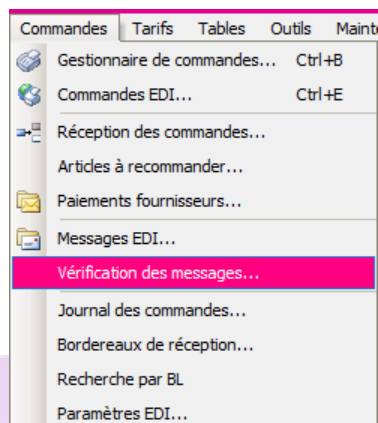 Commandes Tarifs Tables Outils
Gestionnaire de commandes... Ctrl+B
Commandes EDI... Ctrl+E
Réception des commandes...
Articles à recommander...
Paiements fournisseurs...
Messages EDI...
Vérification des messages...
Journal des commandes...
Bordereaux de réception...
Recherche par BL
Paramètres EDI...